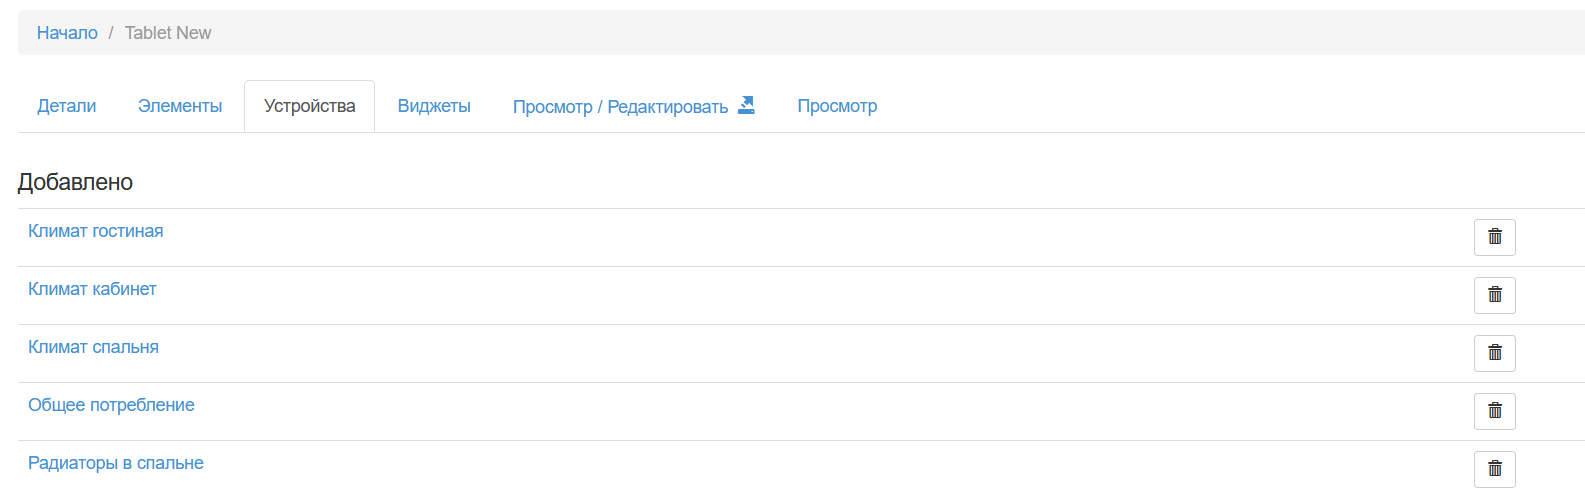 Начало / Tablet New
Детали Элементы Устройства Виджеты Просмотр / Редактировать Просмотр
Добавлено
Климат гостиная
Климат кабинет
Климат спальня
Общее потребление
Радиаторы в спальне